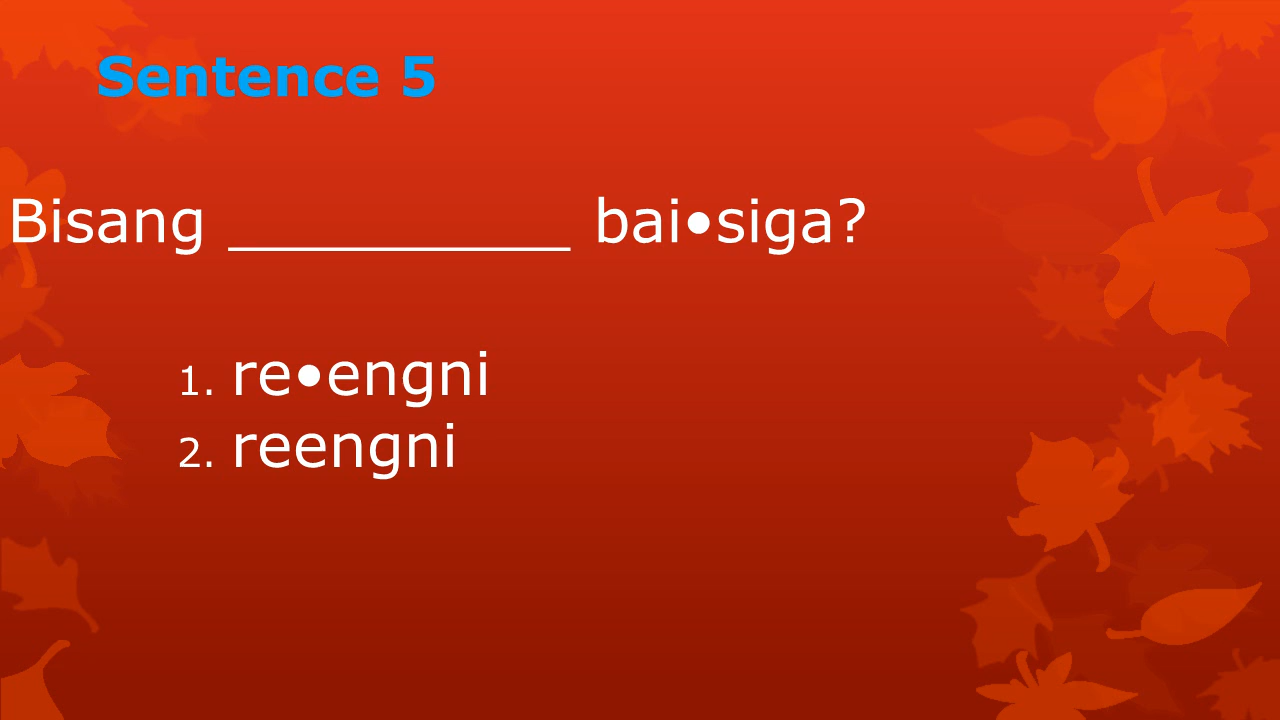 Sentence 5
Bisang __________ bai•siga?
1. re•engni
2. reengni